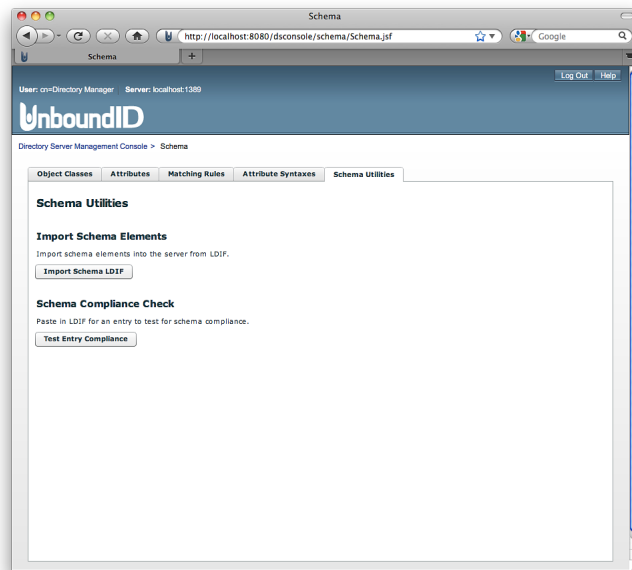 Schema
http://localhost:8080/dsconsole/schema/Schema.jsf
Google
Schema
Log Out Help
User: cn=Directory Manager Server: localhost:1389
UnboundID
Directory Server Management Console > Schema
Object Classes Attributes Matching Rules Attribute Syntaxes Schema Utilities
Schema Utilities
Import Schema Elements
Import schema elements into the server from LDIF.
Import Schema LDIF
Schema Compliance Check
Paste in LDIF for an entry to test for schema compliance.
Test Entry Compliance